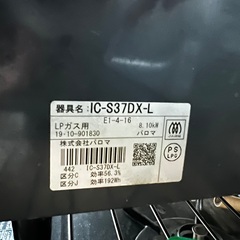 器具名: IC-S37DX-L
E1-4-16
LPガス用 8.10kW
19・10-901830 パロマ
株式会社パロマ
442 IC-S37DX-L
区分C 効率56.3%
区分J 効率192Wh
PS
LPG